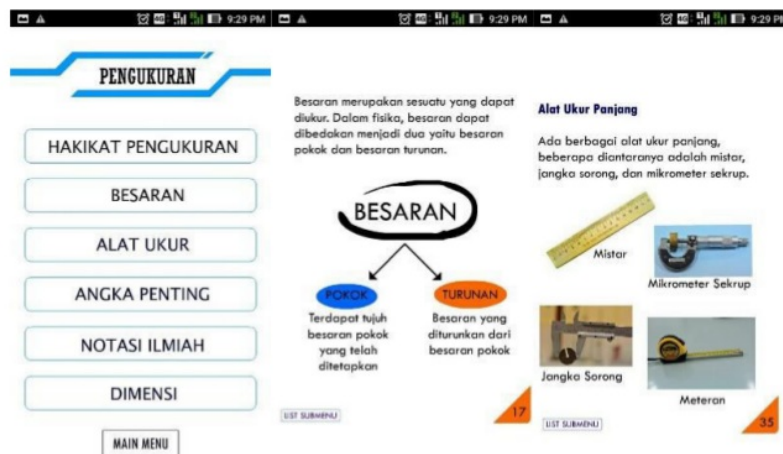 4G 9:29 PM
PENGUKURAN
HAKIKAT PENGUKURAN
BESARAN
ALAT UKUR
ANGKA PENTING
NOTASI ILMIAH
DIMENSI
MAIN MENU
4G 9:29 PM
Besaran merupakan sesuatu yang dapat
diukur. Dalam fisika, besaran dapat
dibedakan menjadi dua yaitu besaran
pokok dan besaran turunan.
BESARAN
POKOK
Terdapat tujuh
besaran pokok
yang telah
ditetapkan
TURUNAN
Besaran yang
diturunkan dari
besaran pokok
LIST SUBMENU
17
4G 9:29 PM
Alat Ukur Panjang
Ada berbagai alat ukur panjang,
beberapa diantaranya adalah mistar,
jangka sorong, dan mikrometer sekrup.
Mistar
Mikrometer Sekrup
Jangka Sorong
Meteran
LIST SUBMENU
35